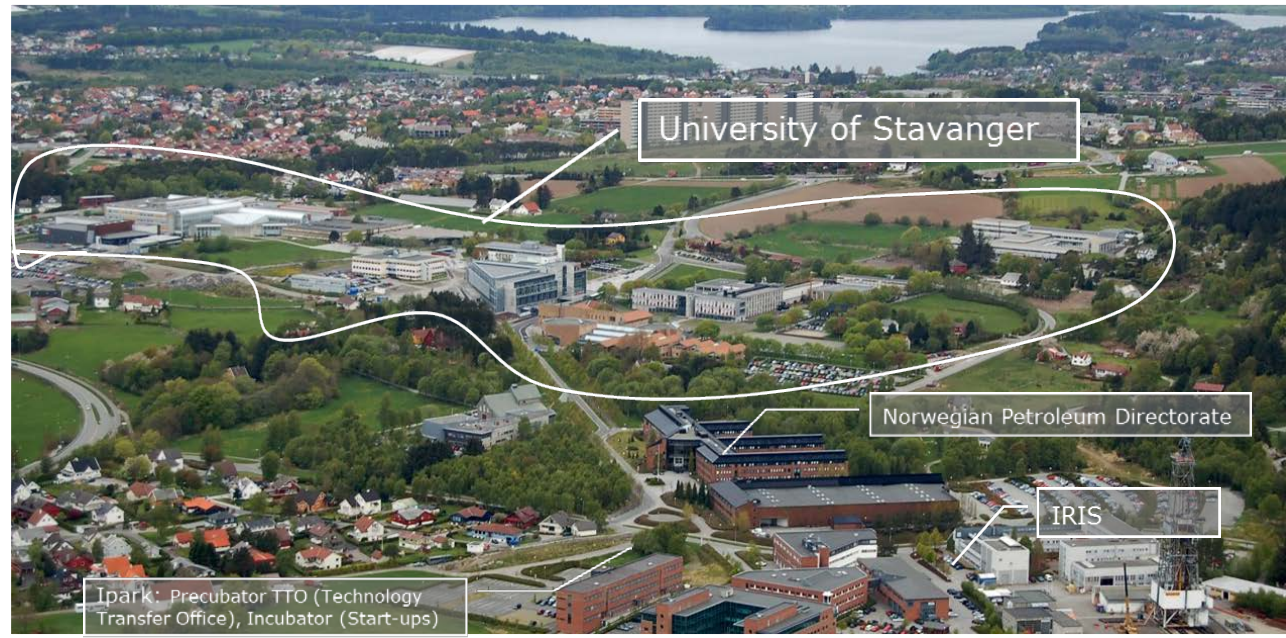 University of Stavanger
Norwegian Petroleum Directorate
IRIS
Ipark: Precubator TTO (Technology
Transfer Office), Incubator (Start-ups)